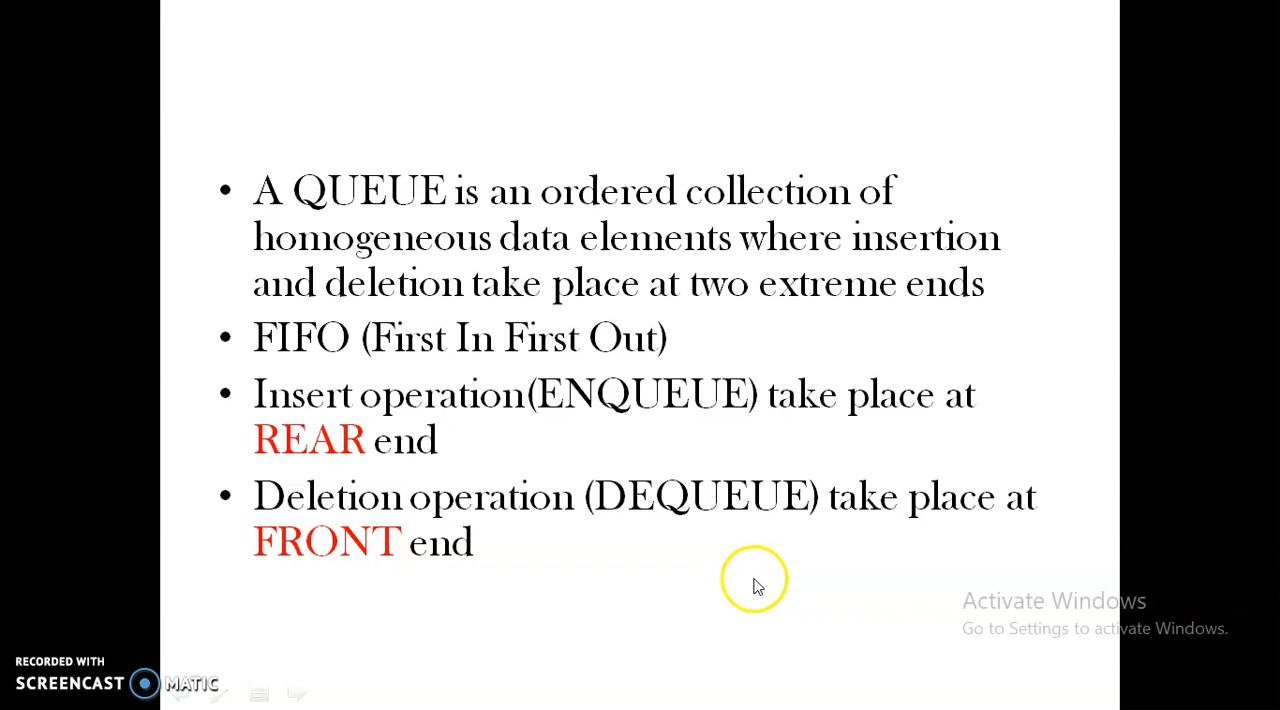 • A QUEUE is an ordered collection of
homogeneous data elements where insertion
and deletion take place at two extreme ends
• FIFO (First In First Out)
• Insert operation(ENQUEUE) take place at
REAR end
• Deletion operation (DEQUEUE) take place at
FRONT end
Activate Windows
Go to Settings to activate Windows.
RECORDED WITH
SCREENCAST MATIC